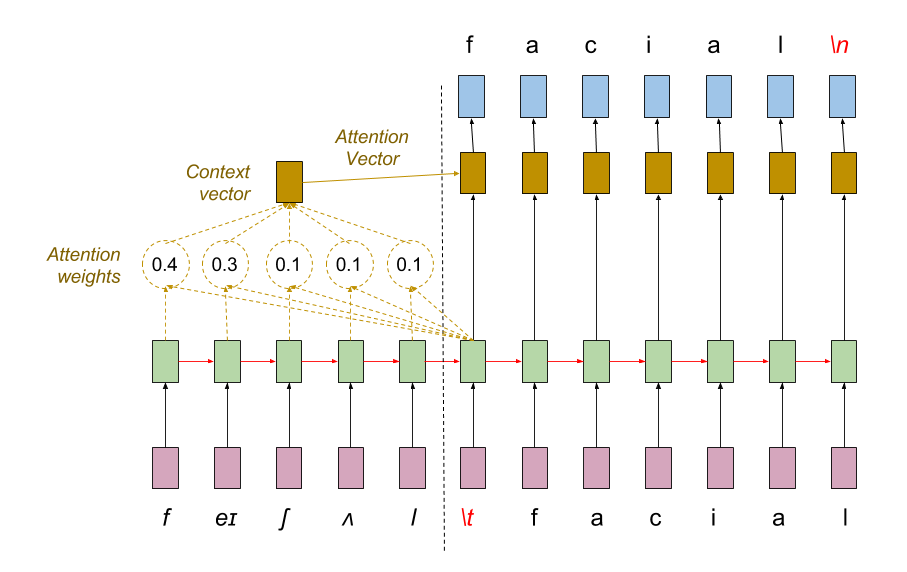 f a c i a l \n
Attention
Vector
Context
vector
Attention
weights
0.4 0.3 0.1 0.1 0.1
f eɪ ʃ ʌ l \t f a c i a l